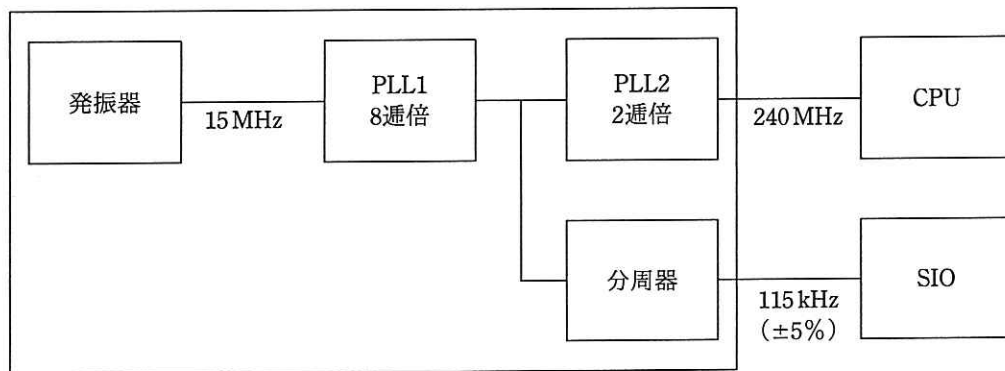 発振器
15 MHz
PLL1
8逓倍
PLL2
2逓倍
240 MHz
CPU
分周器
115 kHz
(±5%)
SIO